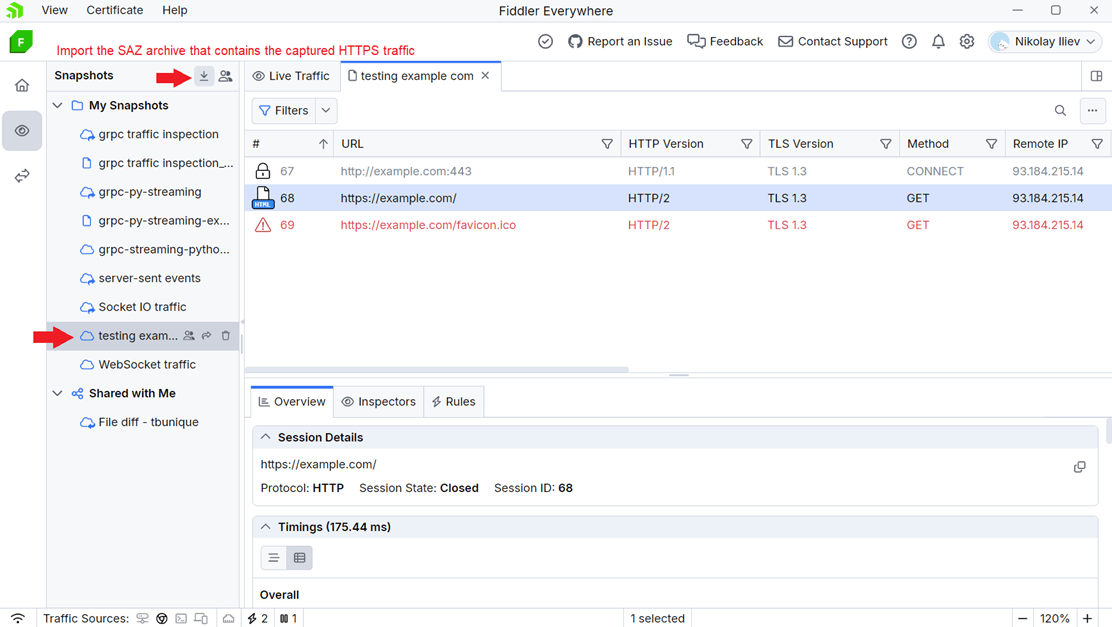 View Certificate Help Fiddler Everywhere
F Import the SAZ archive that contains the captured HTTPS traffic Report an Issue Feedback Contact Support Nikolay Iliev
Snapshots
My Snapshots
grpc traffic inspection
grpc traffic inspection_...
grpc-py-streaming
grpc-py-streaming-ex...
grpc-streaming-pytho...
server-sent events
Socket IO traffic
testing exam...
WebSocket traffic
Shared with Me
File diff - tbunique
Live Traffic testing example com
Filters
# URL HTTP Version TLS Version Method Remote IP
67 http://example.com:443 HTTP/1.1 TLS 1.3 CONNECT 93.184.215.14
HTML 68 https://example.com/ HTTP/2 TLS 1.3 GET 93.184.215.14
69 https://example.com/favicon.ico HTTP/2 TLS 1.3 GET 93.184.215.14
Overview Inspectors Rules
Session Details
https://example.com/
Protocol: HTTP Session State: Closed Session ID: 68
Timings (175.44 ms)
Overall
Traffic Sources: 2 1 1 selected 120%